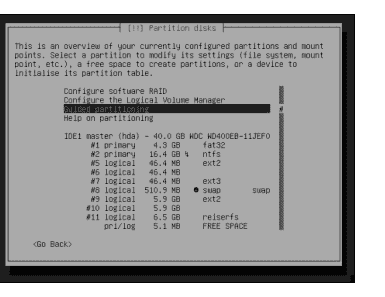 [!!] Partition disks
This is an overview of your currently configured partitions and mount
points. Select a partition to modify its settings (file system, mount
point, etc.), a free space to create partitions, or a device to
initialise its partition table.
Configure software RAID
Configure the Logical Volume Manager
Guided partitioning
Help on partitioning
IDE1 master (hda) - 40.0 GB WDC WD400EB-11JEF0
#1 primary 4.3 GB fat32
#2 primary 16.4 GB ntfs
#5 logical 46.4 MB ext2
#6 logical 46.4 MB
#7 logical 46.4 MB ext3
#8 logical 510.9 MB swap swap
#9 logical 5.9 GB ext2
#10 logical 5.9 GB
#11 logical 6.5 GB reiserfs
pri/log 5.1 MB FREE SPACE
<Go Back>